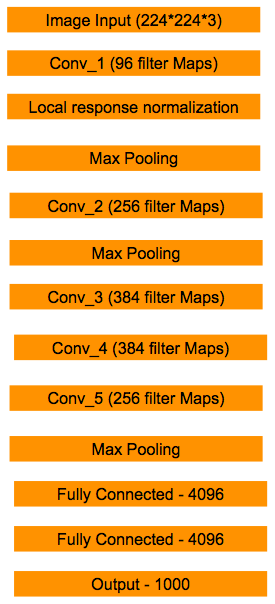 Image Input (224*224*3)
Conv_1 (96 filter Maps)
Local response normalization
Max Pooling
Conv_2 (256 filter Maps)
Max Pooling
Conv_3 (384 filter Maps)
Conv_4 (384 filter Maps)
Conv_5 (256 filter Maps)
Max Pooling
Fully Connected - 4096
Fully Connected - 4096
Output - 1000